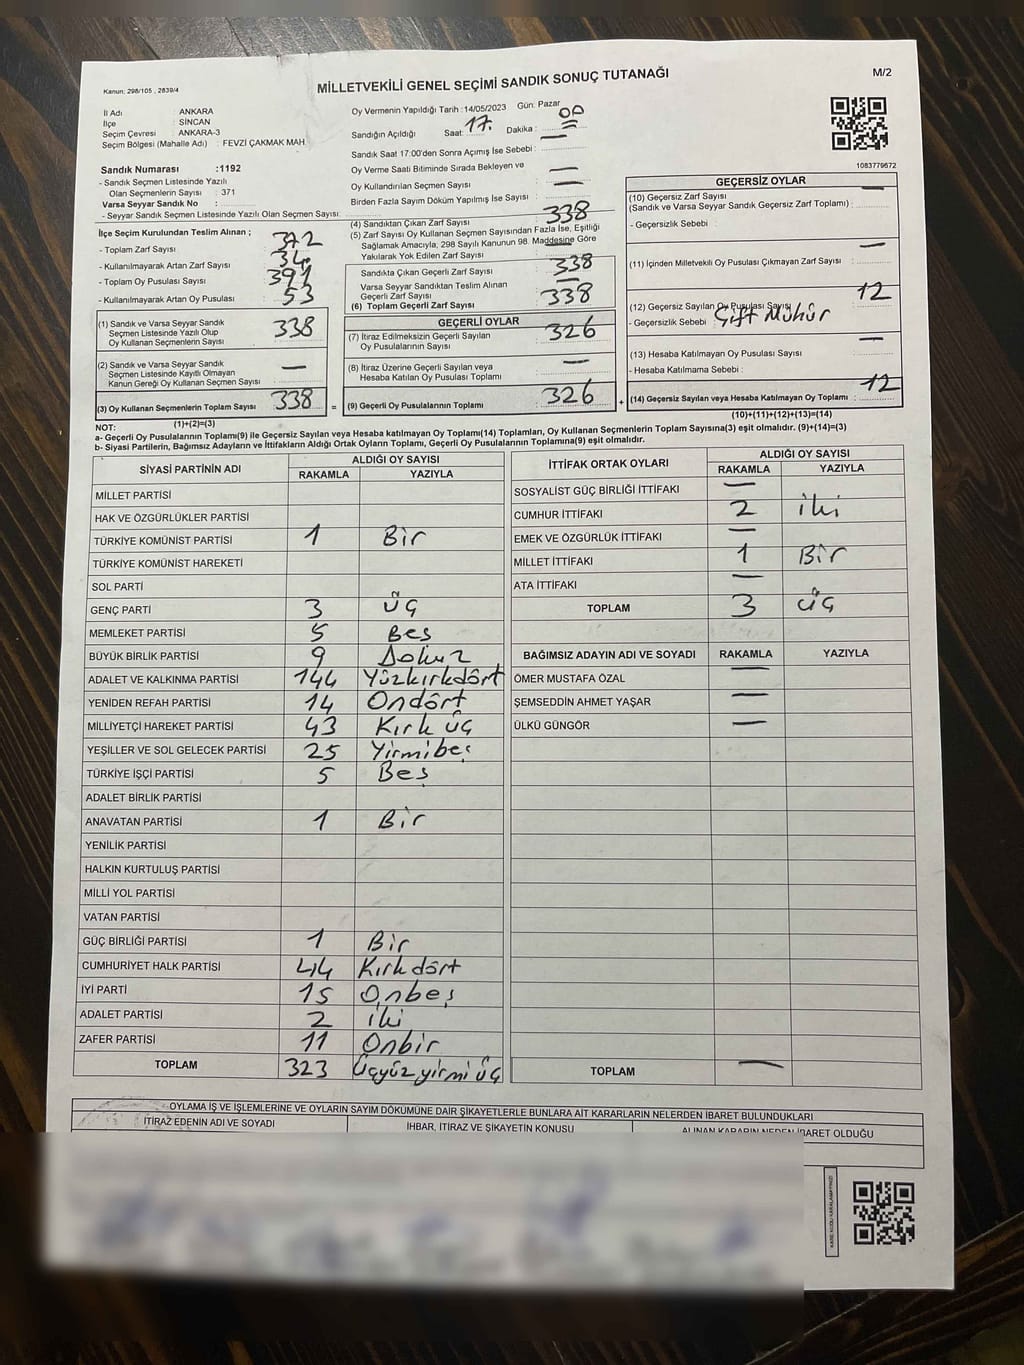 Kanun: 298/105 , 2839/4
MİLLETVEKİLİ GENEL SEÇİMİ SANDIK SONUÇ TUTANAĞI
M/2
İl Adı : ANKARA
İlçe : SİNCAN
Seçim Çevresi : ANKARA-3
Seçim Bölgesi (Mahalle Adı) : FEVZİ ÇAKMAK MAH.
Oy Vermenin Yapıldığı Tarih :14/05/2023 Gün: Pazar
Sandığın Açıldığı Saat: 17. Dakika : 00
Sandık Saat 17:00'den Sonra Açımış İse Sebebi :
Oy Verme Saati Bitiminde Sırada Bekleyen ve —
Oy Kullandırılan Seçmen Sayısı —
Birden Fazla Sayım Döküm Yapılmış İse Sayısı :
1083779672
Sandık Numarası :1192
- Sandık Seçmen Listesinde Yazılı
Olan Seçmenlerin Sayısı : 371
Varsa Seyyar Sandık No :
- Seyyar Sandık Seçmen Listesinde Yazılı Olan Seçmen Sayısı.
İlçe Seçim Kurulundan Teslim Alınan ;
- Toplam Zarf Sayısı : 372
- Kullanılmayarak Artan Zarf Sayısı : 34
- Toplam Oy Pusulası Sayısı : 391
- Kullanılmayarak Artan Oy Pusulası : 53
(1) Sandık ve Varsa Seyyar Sandık
Seçmen Listesinde Yazılı Olup
Oy Kullanan Seçmenlerin Sayısı : 338
(2) Sandık ve Varsa Seyyar Sandık
Seçmen Listesinde Kayıtlı Olmayan
Kanun Gereği Oy Kullanan Seçmen Sayısı : —
(3) Oy Kullanan Seçmenlerin Toplam Sayısı 338 =
(1)+(2)=(3)
(4) Sandıktan Çıkan Zarf Sayısı : 338
(5) Zarf Sayısı Oy Kullanan Seçmen Sayısından Fazla İse, Eşitliği
Sağlamak Amacıyla, 298 Sayılı Kanunun 98. Maddesine Göre
Yakılarak Yok Edilen Zarf Sayısı : —
Sandıkta Çıkan Geçerli Zarf Sayısı : 338
Varsa Seyyar Sandıktan Teslim Alınan
Geçerli Zarf Sayısı : —
(6) Toplam Geçerli Zarf Sayısı : 338
GEÇERLİ OYLAR
(7) İtiraz Edilmeksizin Geçerli Sayılan
Oy Pusulalarının Sayısı : 326
(8) İtiraz Üzerine Geçerli Sayılan veya
Hesaba Katılan Oy Pusulası Toplamı : —
(9) Geçerli Oy Pusulalarının Toplamı : 326 +
GEÇERSİZ OYLAR
(10) Geçersiz Zarf Sayısı
(Sandık ve Varsa Seyyar Sandık Geçersiz Zarf Toplamı) : —
- Geçersizlik Sebebi :
(11) İçinden Milletvekili Oy Pusulası Çıkmayan Zarf Sayısı : —
(12) Geçersiz Sayılan Oy Pusulası Sayısı : 12
- Geçersizlik Sebebi : Çift Mühür
(13) Hesaba Katılmayan Oy Pusulası Sayısı : —
- Hesaba Katılmama Sebebi :
(14) Geçersiz Sayılan veya Hesaba Katılmayan Oy Toplamı : 12
(10)+(11)+(12)+(13)=(14)
NOT:
a- Geçerli Oy Pusulalarının Toplamı(9) ile Geçersiz Sayılan veya Hesaba Katılmayan Oy Toplamı(14) Toplamları, Oy Kullanan Seçmenlerin Toplam Sayısına(3) eşit olmalıdır. (9)+(14)=(3)
b- Siyasi Partilerin, Bağımsız Adayların ve İttifakların Aldığı Ortak Oyların Toplamı, Geçerli Oy Pusulalarının Toplamına(9) eşit olmalıdır.
SİYASİ PARTİNİN ADI ALDIĞI OY SAYISI
RAKAMLA YAZIYLA
MİLLET PARTİSİ
HAK VE ÖZGÜRLÜKLER PARTİSİ
TÜRKİYE KOMÜNİST PARTİSİ 1 Bir
TÜRKİYE KOMÜNİST HAREKETİ
SOL PARTİ
GENÇ PARTİ 3 üç
MEMLEKET PARTİSİ 5 Beş
BÜYÜK BİRLİK PARTİSİ 9 Dokuz
ADALET VE KALKINMA PARTİSİ 144 Yüzkırkdört
YENİDEN REFAH PARTİSİ 14 Ondört
MİLLİYETÇİ HAREKET PARTİSİ 43 Kırk üç
YEŞİLLER VE SOL GELECEK PARTİSİ 25 Yirmibeş
TÜRKİYE İŞÇİ PARTİSİ 5 Beş
ADALET BİRLİK PARTİSİ
ANAVATAN PARTİSİ 1 Bir
YENİLİK PARTİSİ
HALKIN KURTULUŞ PARTİSİ
MİLLİ YOL PARTİSİ
VATAN PARTİSİ
GÜÇ BİRLİĞİ PARTİSİ 1 Bir
CUMHURİYET HALK PARTİSİ 44 Kırkdört
İYİ PARTİ 15 Onbeş
ADALET PARTİSİ 2 iki
ZAFER PARTİSİ 11 Onbir
TOPLAM 323 üçyüzyirmi üç
İTTİFAK ORTAK OYLARI ALDIĞI OY SAYISI
RAKAMLA YAZIYLA
SOSYALİST GÜÇ BİRLİĞİ İTTİFAKI —
CUMHUR İTTİFAKI 2 iki
EMEK VE ÖZGÜRLÜK İTTİFAKI —
MİLLET İTTİFAKI 1 Bir
ATA İTTİFAKI —
TOPLAM 3 üç
BAĞIMSIZ ADAYIN ADI VE SOYADI RAKAMLA YAZIYLA
ÖMER MUSTAFA ÖZAL —
ŞEMSEDDİN AHMET YAŞAR —
ÜLKÜ GÜNGÖR —
TOPLAM —
OYLAMA İŞ VE İŞLEMLERİNE VE OYLARIN SAYIM DÖKÜMÜNE DAİR ŞİKAYETLERLE BUNLARA AİT KARARLARIN NELERDEN İBARET BULUNDUKLARI
İTİRAZ EDENİN ADI VE SOYADI İHBAR, İTİRAZ VE ŞİKAYETİN KONUSU ALINAN KARARIN NEDEN İBARET OLDUĞU